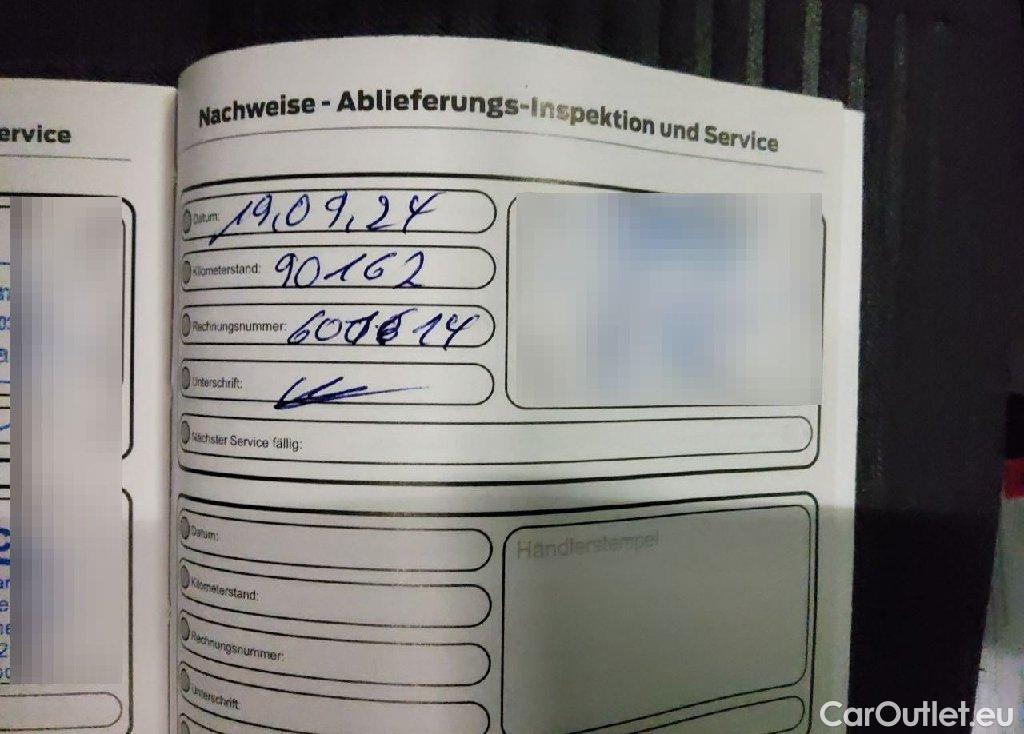 ervice
Nachweise - Ablieferungs-Inspektion und Service
Datum: 19.09.24
Kilometerstand: 90162
Rechnungsnummer:
Unterschrift:
Nächster Service fällig:
Datum:
Kilometerstand:
Rechnungsnummer:
Unterschrift:
Händlerstempel
CarOutlet.eu